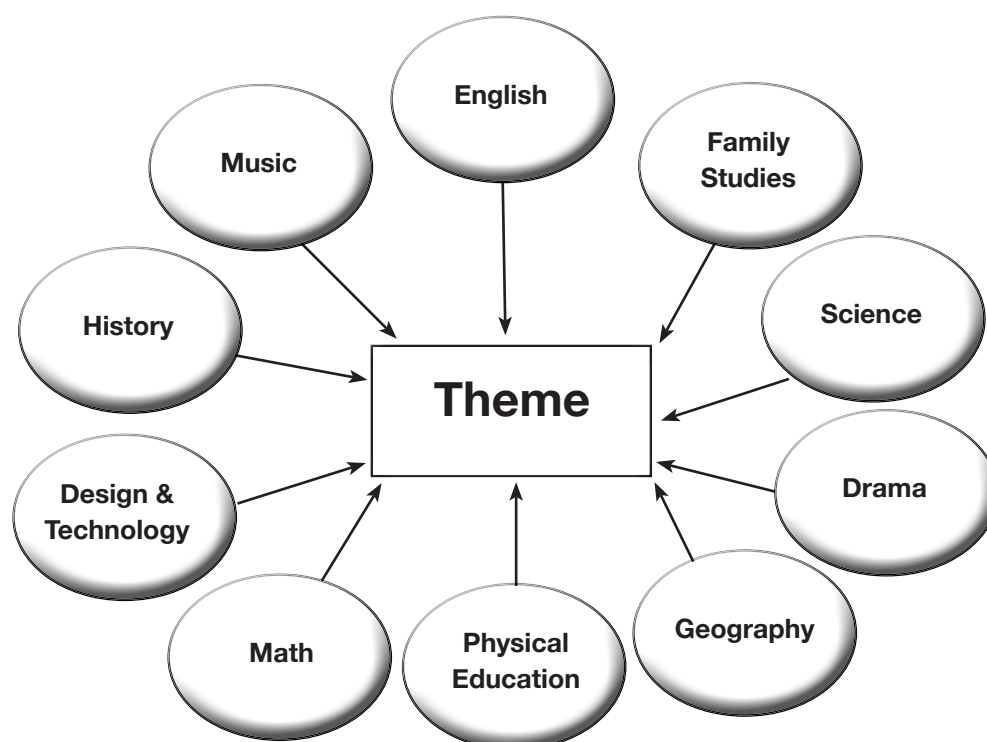 English
Music
Family
Studies
History
Science
Theme
Design &
Technology
Drama
Math
Physical
Education
Geography